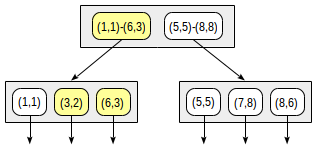 (1,1)-(6,3) (5,5)-(8,8)
(1,1) (3,2) (6,3) (5,5) (7,8) (8,6)